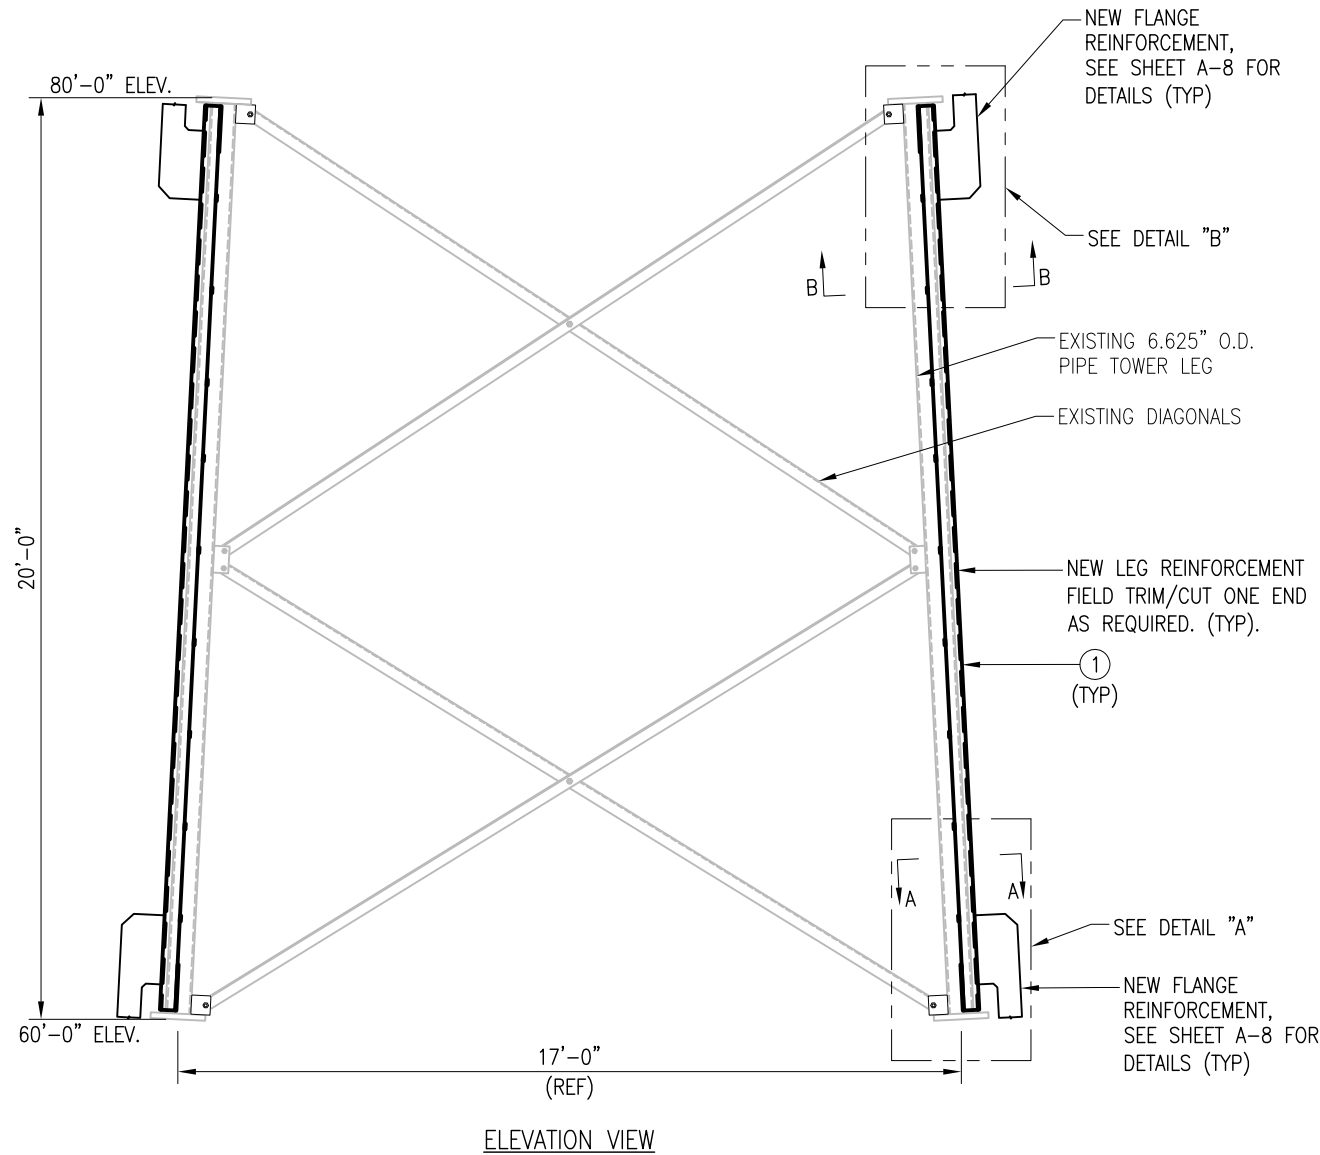 NEW FLANGE
REINFORCEMENT,
SEE SHEET A-8 FOR
DETAILS (TYP)
80'-0" ELEV.
SEE DETAIL "B"
B
B
EXISTING 6.625" O.D.
PIPE TOWER LEG
EXISTING DIAGONALS
20'-0"
NEW LEG REINFORCEMENT
FIELD TRIM/CUT ONE END
AS REQUIRED. (TYP).
1
(TYP)
A
A
SEE DETAIL "A"
NEW FLANGE
REINFORCEMENT,
SEE SHEET A-8 FOR
DETAILS (TYP)
60'-0" ELEV.
17'-0"
(REF)
ELEVATION VIEW